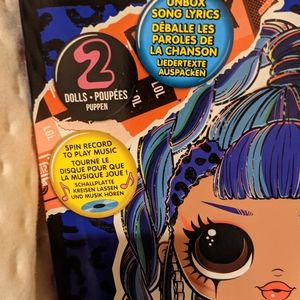 UNBOX
SONG LYRICS
DÉBALLE LES
PAROLES DE
LA CHANSON
LIEDERTEXTE
AUSPACKEN
2
DOLLS • POUPÉES
PUPPEN
LOL
SPIN RECORD
TO PLAY MUSIC
TOURNE LE
DISQUE POUR QUE
LA MUSIQUE JOUE !
SCHALLPLATTE
KREISEN LASSEN
UND MUSIK HÖREN